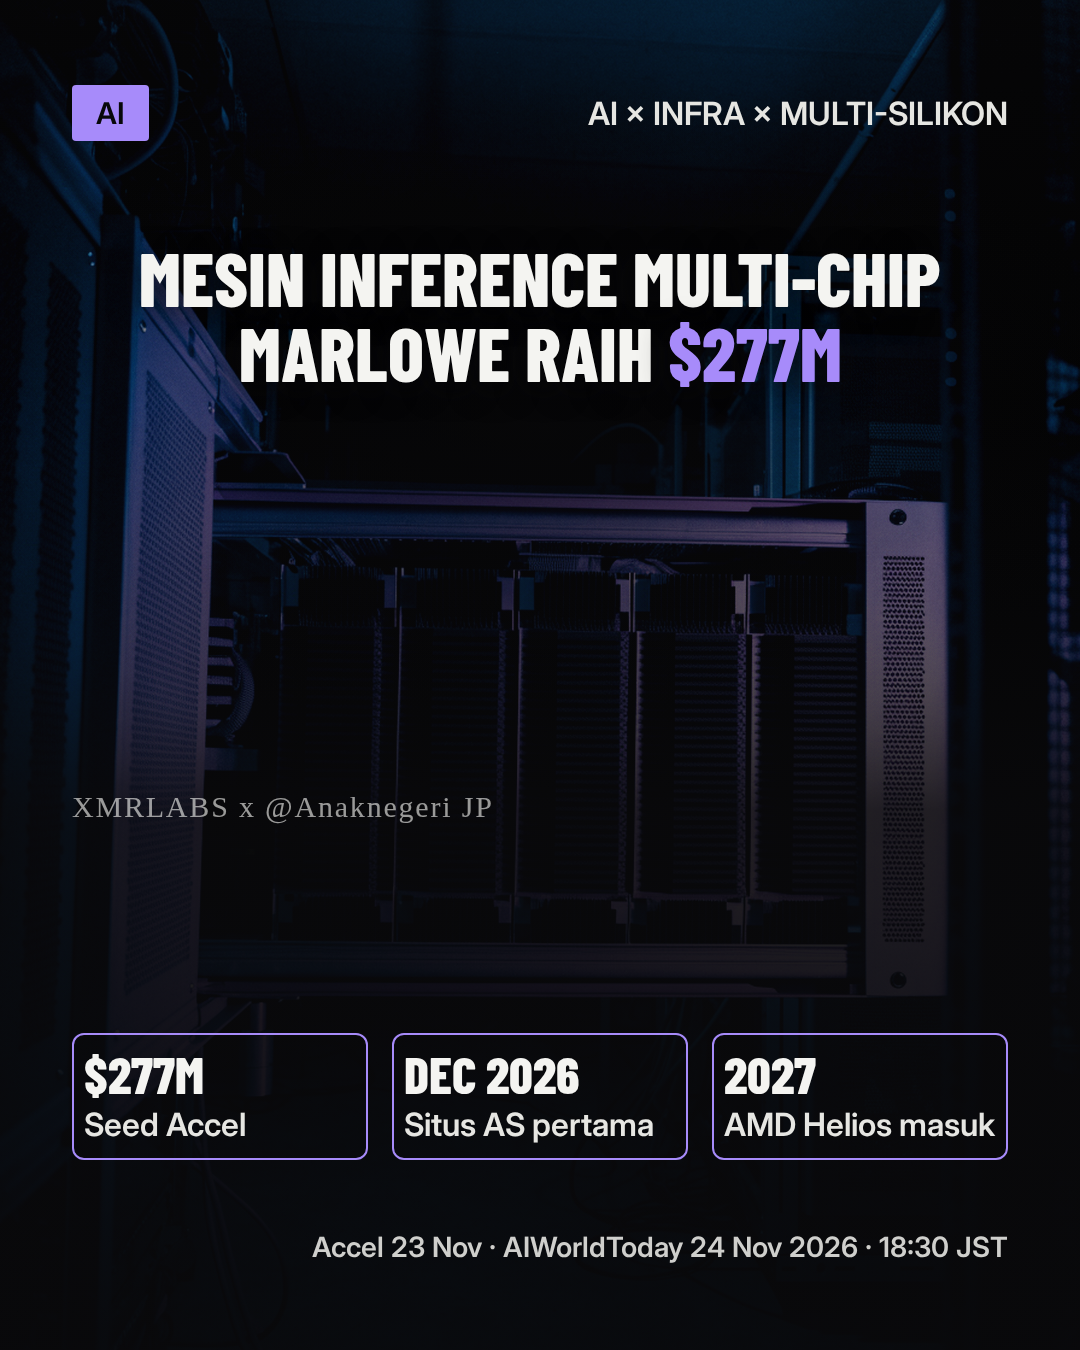 AI
AI × INFRA × MULTI-SILIKON
MESIN INFERENCE MULTI-CHIP
MARLOWE RAIH $277M
XMRLABS x @Anaknegeri JP
$277M
Seed Accel
DEC 2026
Situs AS pertama
2027
AMD Helios masuk
Accel 23 Nov · AIWorldToday 24 Nov 2026 · 18:30 JST